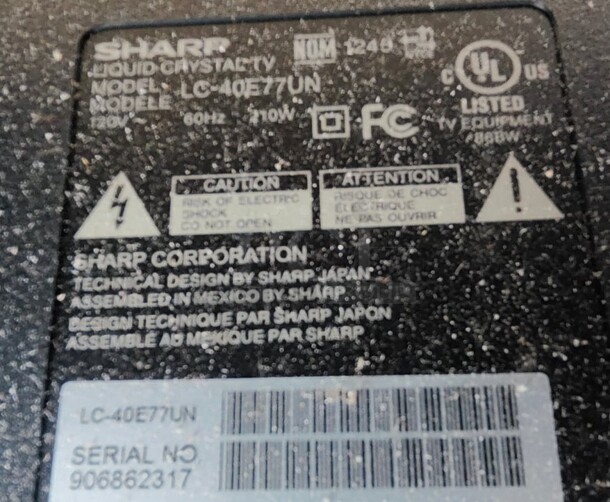 SHARP
NOM 1249
LIQUID CRYSTAL TV
MODEL LC-40E77UN
MODELE
120V 60Hz 210W
FC
C UL US
LISTED
TV EQUIPMENT
86BW
CAUTION
RISK OF ELECTRIC
SHOCK
DO NOT OPEN
ATTENTION
RISQUE DE CHOC
ELECTRIQUE
NE PAS OUVRIR
SHARP CORPORATION
TECHNICAL DESIGN BY SHARP JAPAN
ASSEMBLED IN MEXICO BY SHARP
DESIGN TECHNIQUE PAR SHARP JAPON
ASSEMBLE AU MEXIQUE PAR SHARP
LC-40E77UN
SERIAL NO.
906862317